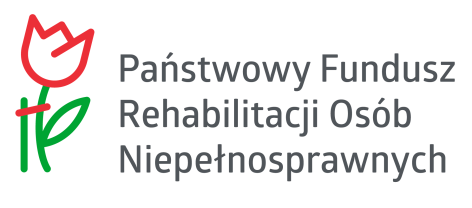 Państwowy Fundusz
Rehabilitacji Osób
Niepełnosprawnych